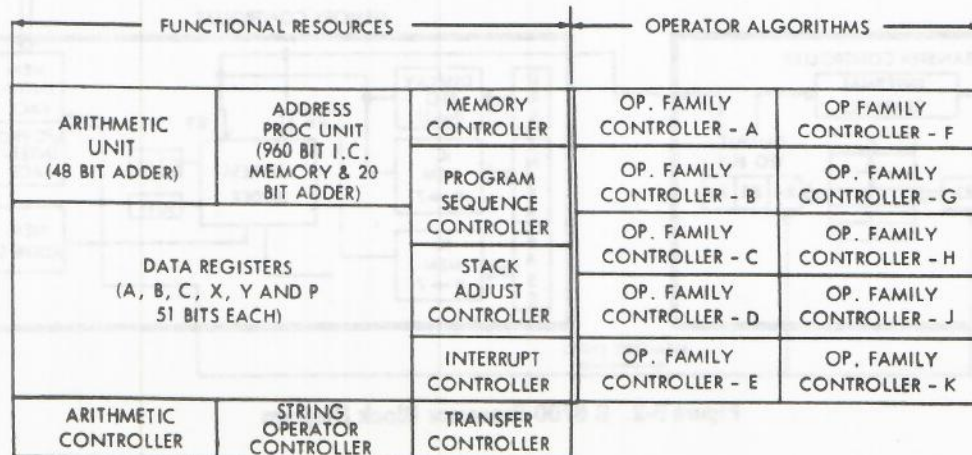 FUNCTIONAL RESOURCES
OPERATOR ALGORITHMS
ARITHMETIC
UNIT
(48 BIT ADDER)
ADDRESS
PROC UNIT
(960 BIT I.C.
MEMORY & 20
BIT ADDER)
MEMORY
CONTROLLER
OP. FAMILY
CONTROLLER - A
OP FAMILY
CONTROLLER - F
PROGRAM
SEQUENCE
CONTROLLER
OP. FAMILY
CONTROLLER - B
OP. FAMILY
CONTROLLER - G
DATA REGISTERS
(A, B, C, X, Y AND P
51 BITS EACH)
OP. FAMILY
CONTROLLER - C
OP. FAMILY
CONTROLLER - H
STACK
ADJUST
CONTROLLER
OP. FAMILY
CONTROLLER - D
OP. FAMILY
CONTROLLER - J
INTERRUPT
CONTROLLER
OP. FAMILY
CONTROLLER - E
OP. FAMILY
CONTROLLER - K
ARITHMETIC
CONTROLLER
STRING
OPERATOR
CONTROLLER
TRANSFER
CONTROLLER